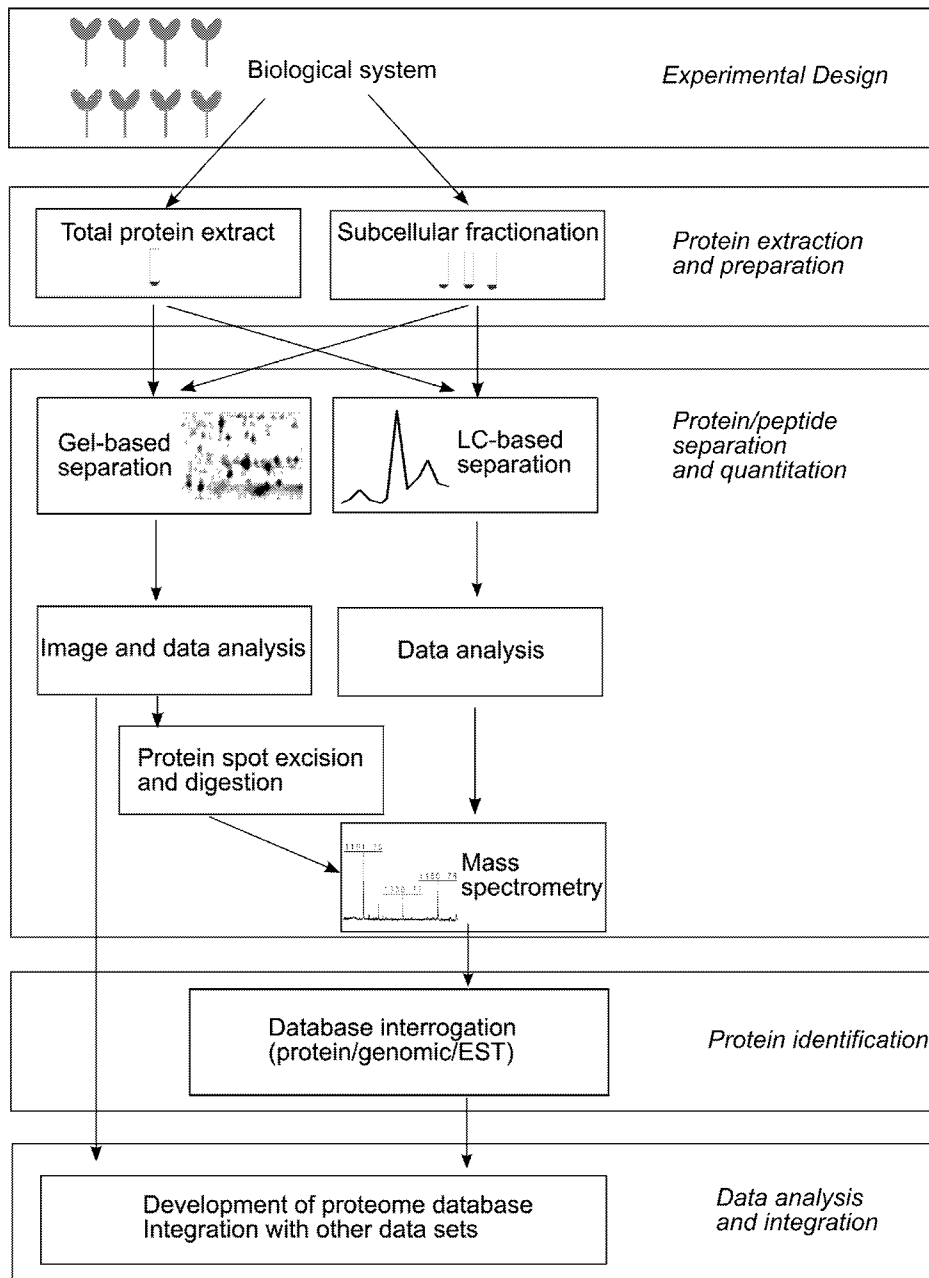 Biological system
Experimental Design
Total protein extract
Subcellular fractionation
Protein extraction
and preparation
Gel-based
separation
LC-based
separation
Protein/peptide
separation
and quantitation
Image and data analysis
Data analysis
Protein spot excision
and digestion
Mass
spectrometry
Database interrogation
(protein/genomic/EST)
Protein identification
Development of proteome database
Integration with other data sets
Data analysis
and integration